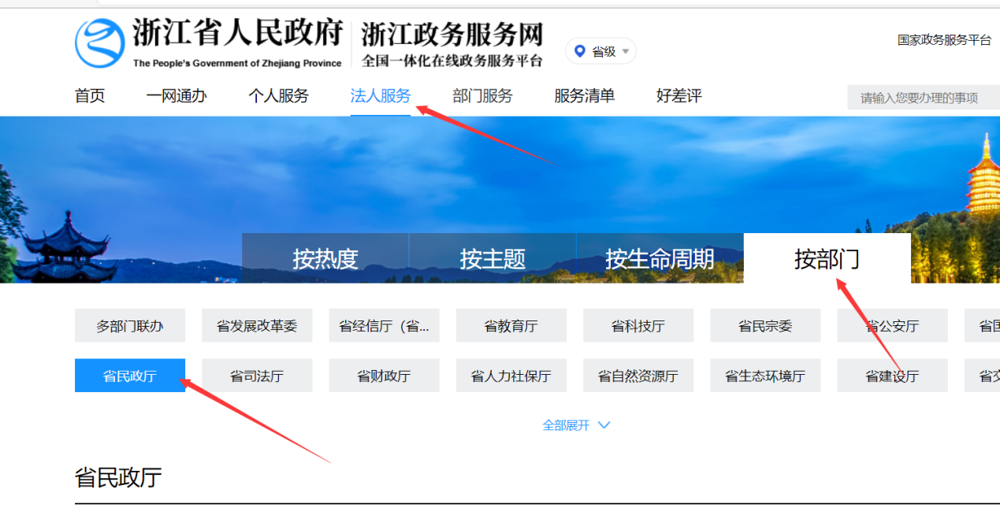 浙江省人民政府
The People's Government of Zhejiang Province
浙江政务服务网
全国一体化在线政务服务平台
省级
国家政务服务平台
首页 一网通办 个人服务 法人服务 部门服务 服务清单 好差评
请输入您要办理的事项
按热度 按主题 按生命周期 按部门
多部门联办 省发展改革委 省经信厅（省... 省教育厅 省科技厅 省民宗委 省公安厅 省
省民政厅 省司法厅 省财政厅 省人力社保厅 省自然资源厅 省生态环境厅 省建设厅 省
全部展开
省民政厅